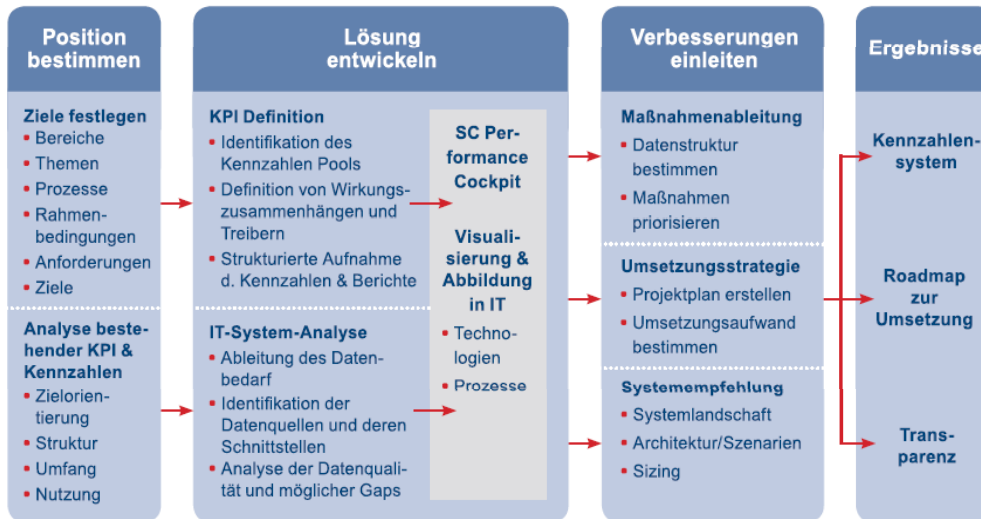 Position
bestimmen
Ziele festlegen
Bereiche
Themen
Prozesse
Rahmen-
bedingungen
Anforderungen
Ziele
Analyse beste-
hender KPI &
Kennzahlen
Zielorien-
tierung
Struktur
Umfang
Nutzung
Lösung
entwickeln
KPI Definition
Identifikation des
Kennzahlen Pools
Definition von Wirkungs-
zusammenhängen und
Treibern
Strukturierte Aufnahme
d. Kennzahlen & Berichte
IT-System-Analyse
Ableitung des Daten-
bedarf
Identifikation der
Datenquellen und deren
Schnittstellen
Analyse der Datenquali-
tät und möglicher Gaps
SC Per-
formance
Cockpit
Visuali-
sierung &
Abbildung
in IT
Techno-
logien
Prozesse
Verbesserungen
einleiten
Maßnahmenableitung
Datenstruktur
bestimmen
Maßnahmen
priorisieren
Umsetzungsstrategie
Projektplan erstellen
Umsetzungsaufwand
bestimmen
Systemempfehlung
Systemlandschaft
Architektur/Szenarien
Sizing
Ergebnisse
Kennzahlen-
system
Roadmap
zur
Umsetzung
Trans-
parenz